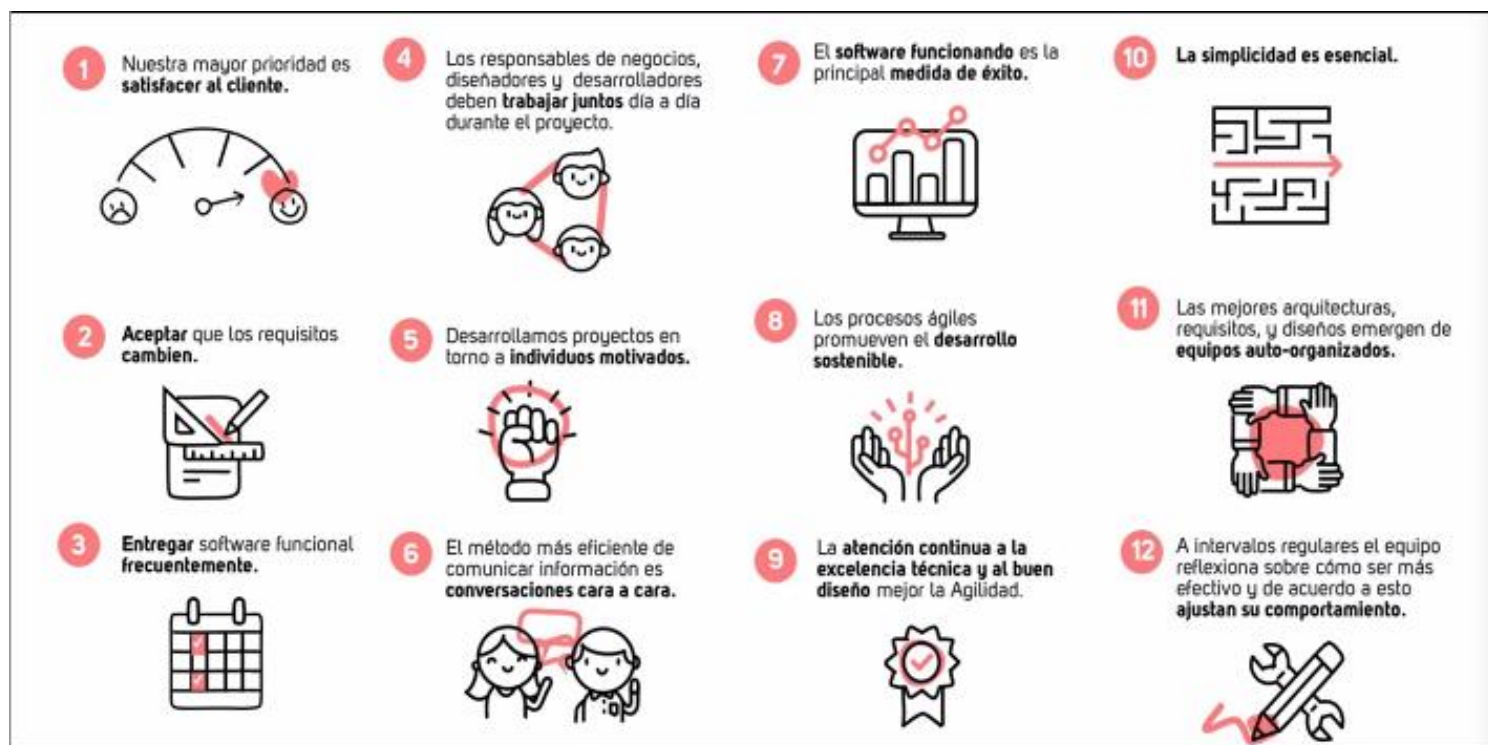 1
Nuestra mayor prioridad es
satisfacer al cliente.
2
Aceptar que los requisitos
cambien.
3
Entregar software funcional
frecuentemente.
4
Los responsables de negocios,
diseñadores y desarrolladores
deben trabajar juntos día a día
durante el proyecto.
5
Desarrollamos proyectos en
torno a individuos motivados.
6
El método más eficiente de
comunicar información es
conversaciones cara a cara.
7
El software funcionando es la
principal medida de éxito.
8
Los procesos ágiles
promueven el desarrollo
sostenible.
9
La atención continua a la
excelencia técnica y al buen
diseño mejor la Agilidad.
10
La simplicidad es esencial.
11
Las mejores arquitecturas,
requisitos, y diseños emergen de
equipos auto-organizados.
12
A intervalos regulares el equipo
reflexiona sobre cómo ser más
efectivo y de acuerdo a esto
ajustan su comportamiento.